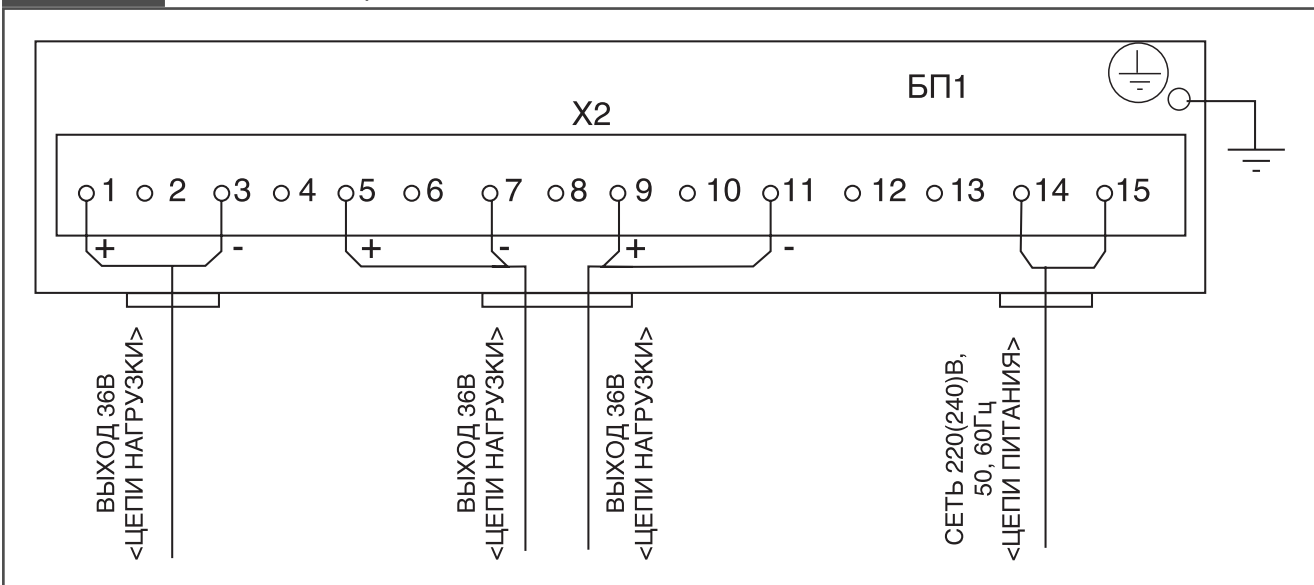 БП1
X2
1 2 3 4 5 6 7 8 9 10 11 12 13 14 15
+ - + - + -
ВЫХОД 36В
<ЦЕПИ НАГРУЗКИ>
ВЫХОД 36В
<ЦЕПИ НАГРУЗКИ>
ВЫХОД 36В
<ЦЕПИ НАГРУЗКИ>
СЕТЬ 220(240)В,
50, 60Гц
<ЦЕПИ ПИТАНИЯ>